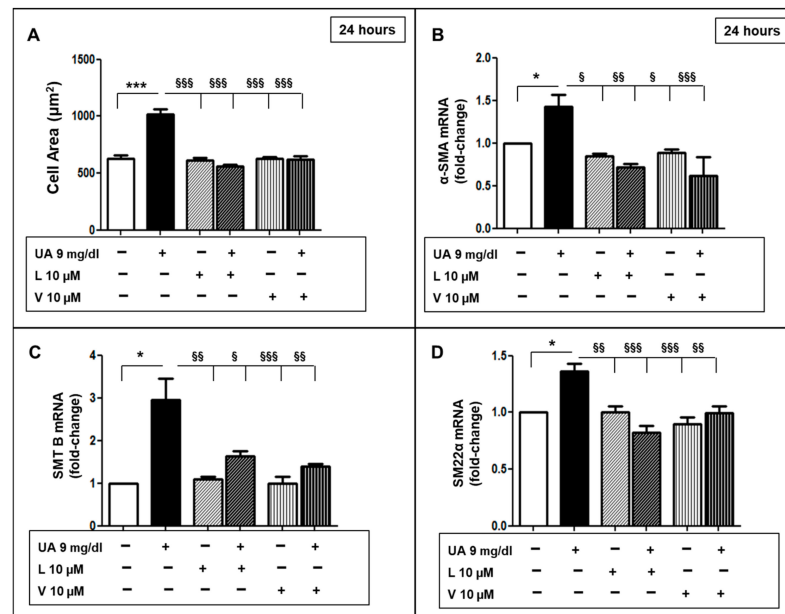 A
24 hours
Cell Area (µm²)
1500
1000
500
0
***
§§§ §§§ §§§ §§§
UA 9 mg/dl − + − + − +
L 10 µM − − + + − −
V 10 µM − − − − + +
B
24 hours
α-SMA mRNA
(fold-change)
2.0
1.5
1.0
0.5
0.0
*
§ §§ § §§§
UA 9 mg/dl − + − + − +
L 10 µM − − + + − −
V 10 µM − − − − + +
C
SMT B mRNA
(fold-change)
4
3
2
1
0
*
§§ § §§§ §§
UA 9 mg/dl − + − + − +
L 10 µM − − + + − −
V 10 µM − − − − + +
D
SM22α mRNA
(fold-change)
1.5
1.0
0.5
0.0
*
§§ §§§ §§§ §§
UA 9 mg/dl − + − + − +
L 10 µM − − + + − −
V 10 µM − − − − + +